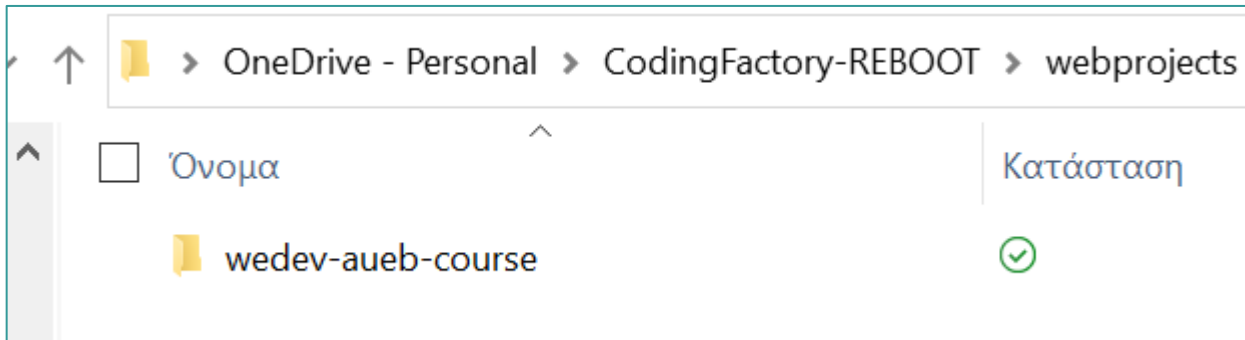 OneDrive - Personal > CodingFactory-REBOOT > webprojects
Όνομα Κατάσταση
wedev-aueb-course